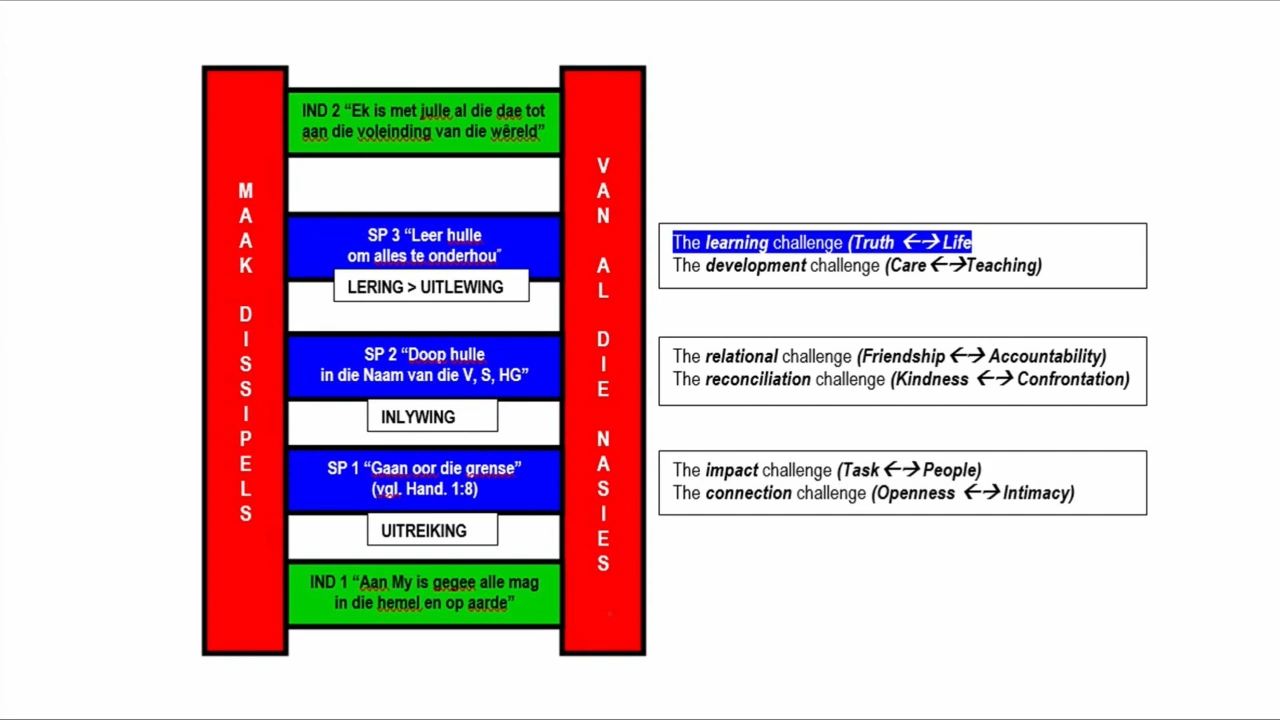 MAAK DISSIPELS
IND 2 “Ek is met julle al die dae tot
aan die voleinding van die wêreld”
SP 3 “Leer hulle
om alles te onderhou”
LERING > UITLEWING
SP 2 “Doop hulle
in die Naam van die V, S, HG”
INLYWING
SP 1 “Gaan oor die grense”
(vgl. Hand. 1:8)
UITREIKING
IND 1 “Aan My is gegee alle mag
in die hemel en op aarde”
VAN AL DIE NASIES
The learning challenge (Truth ←→ Life
The development challenge (Care←→Teaching)
The relational challenge (Friendship ←→ Accountability)
The reconciliation challenge (Kindness ←→ Confrontation)
The impact challenge (Task ←→ People)
The connection challenge (Openness ←→ Intimacy)